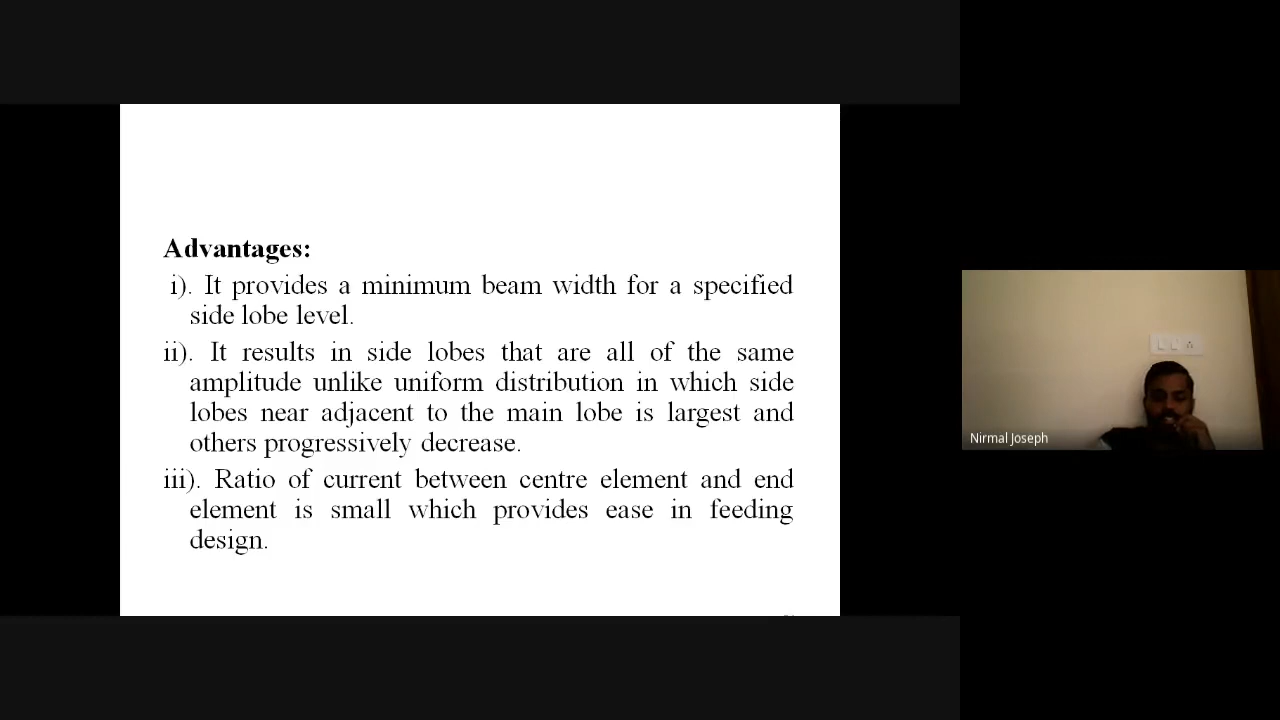 Advantages:
i). It provides a minimum beam width for a specified
side lobe level.
ii). It results in side lobes that are all of the same
amplitude unlike uniform distribution in which side
lobes near adjacent to the main lobe is largest and
others progressively decrease.
iii). Ratio of current between centre element and end
element is small which provides ease in feeding
design.
Nirmal Joseph